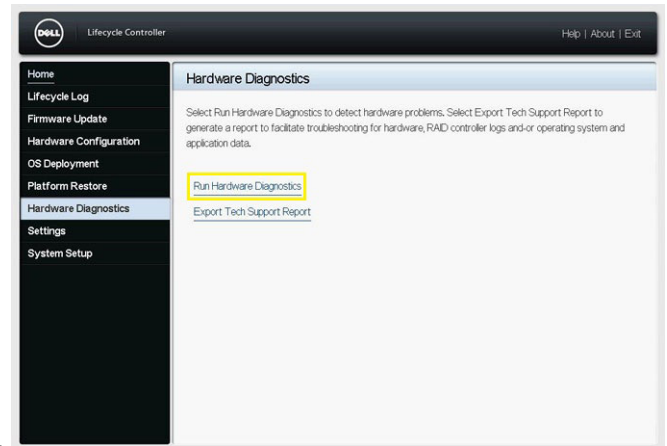 DELL Lifecycle Controller Help | About | Exit
Home
Lifecycle Log
Firmware Update
Hardware Configuration
OS Deployment
Platform Restore
Hardware Diagnostics
Settings
System Setup
Hardware Diagnostics
Select Run Hardware Diagnostics to detect hardware problems. Select Export Tech Support Report to
generate a report to facilitate troubleshooting for hardware, RAID controller logs and-or operating system and
application data.
Run Hardware Diagnostics
Export Tech Support Report